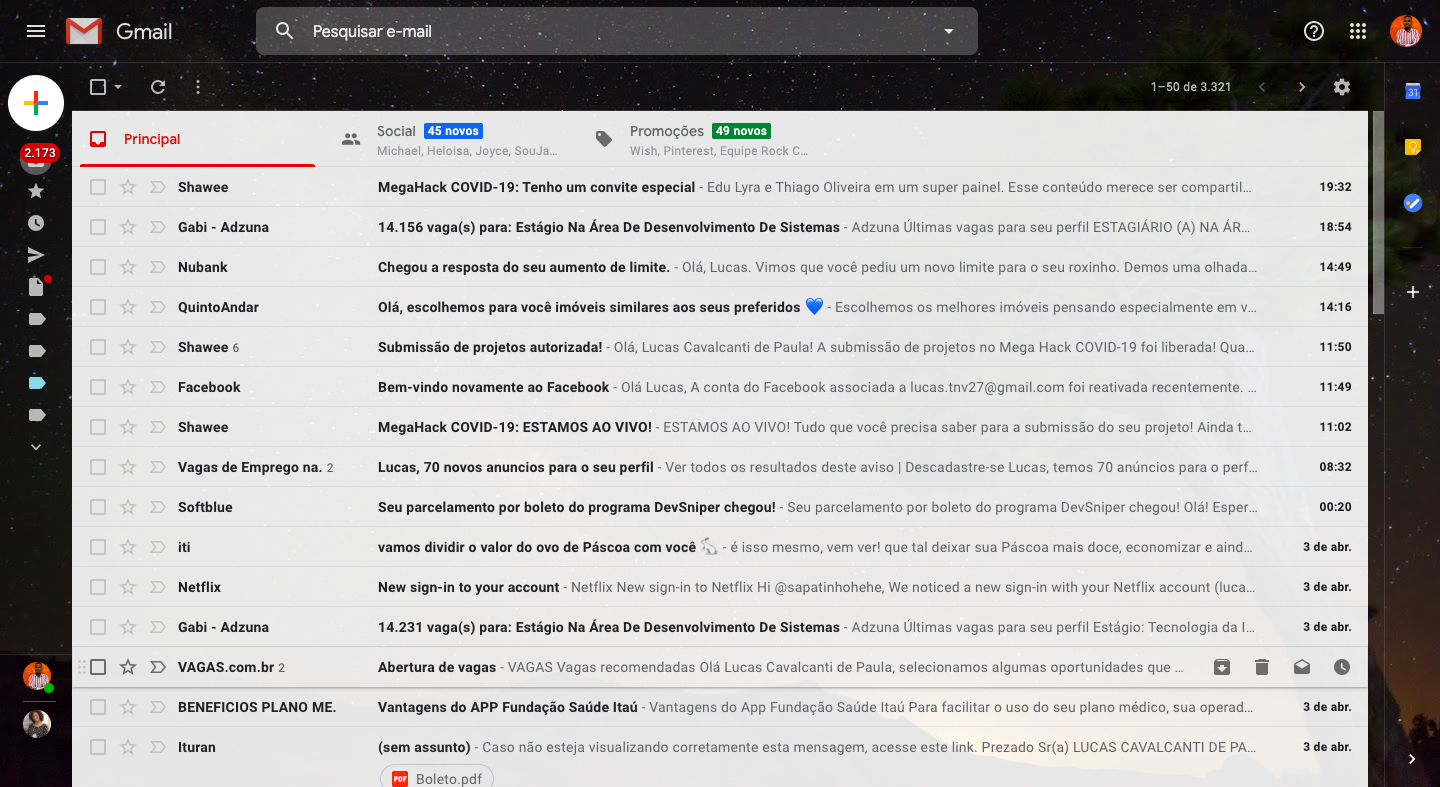 Gmail
Pesquisar e-mail
1–50 de 3.321
31
2.173
Principal
Social 45 novos
Michael, Heloisa, Joyce, SouJa...
Promoções 49 novos
Wish, Pinterest, Equipe Rock C...
Shawee MegaHack COVID-19: Tenho um convite especial - Edu Lyra e Thiago Oliveira em um super painel. Esse conteúdo merece ser compartil... 19:32
Gabi - Adzuna 14.156 vaga(s) para: Estágio Na Área De Desenvolvimento De Sistemas - Adzuna Últimas vagas para seu perfil ESTAGIÁRIO (A) NA ÁR... 18:54
Nubank Chegou a resposta do seu aumento de limite. - Olá, Lucas. Vimos que você pediu um novo limite para o seu roxinho. Demos uma olhada... 14:49
QuintoAndar Olá, escolhemos para você imóveis similares aos seus preferidos 💙 - Escolhemos os melhores imóveis pensando especialmente em v... 14:16
Shawee 6 Submissão de projetos autorizada! - Olá, Lucas Cavalcanti de Paula! A submissão de projetos no Mega Hack COVID-19 foi liberada! Qua... 11:50
Facebook Bem-vindo novamente ao Facebook - Olá Lucas, A conta do Facebook associada a lucas.tnv27@gmail.com foi reativada recentemente. ... 11:49
Shawee MegaHack COVID-19: ESTAMOS AO VIVO! - ESTAMOS AO VIVO! Tudo que você precisa saber para a submissão do seu projeto! Ainda t... 11:02
Vagas de Emprego na. 2 Lucas, 70 novos anuncios para o seu perfil - Ver todos os resultados deste aviso | Descadastre-se Lucas, temos 70 anúncios para o perf... 08:32
Softblue Seu parcelamento por boleto do programa DevSniper chegou! - Seu parcelamento por boleto do programa DevSniper chegou! Olá! Esper... 00:20
iti vamos dividir o valor do ovo de Páscoa com você 🐇 - é isso mesmo, vem ver! que tal deixar sua Páscoa mais doce, economizar e aind... 3 de abr.
Netflix New sign-in to your account - Netflix New sign-in to Netflix Hi @sapatinhohehe, We noticed a new sign-in with your Netflix account (luca... 3 de abr.
Gabi - Adzuna 14.231 vaga(s) para: Estágio Na Área De Desenvolvimento De Sistemas - Adzuna Últimas vagas para seu perfil Estágio: Tecnologia da I... 3 de abr.
VAGAS.com.br 2 Abertura de vagas - VAGAS Vagas recomendadas Olá Lucas Cavalcanti de Paula, selecionamos algumas oportunidades que ...
BENEFICIOS PLANO ME. Vantagens do APP Fundação Saúde Itaú - Vantagens do App Fundação Saúde Itaú Para facilitar o uso do seu plano médico, sua operad... 3 de abr.
Ituran (sem assunto) - Caso não esteja visualizando corretamente esta mensagem, acesse este link. Prezado Sr(a) LUCAS CAVALCANTI DE PA... 3 de abr.
PDF Boleto.pdf